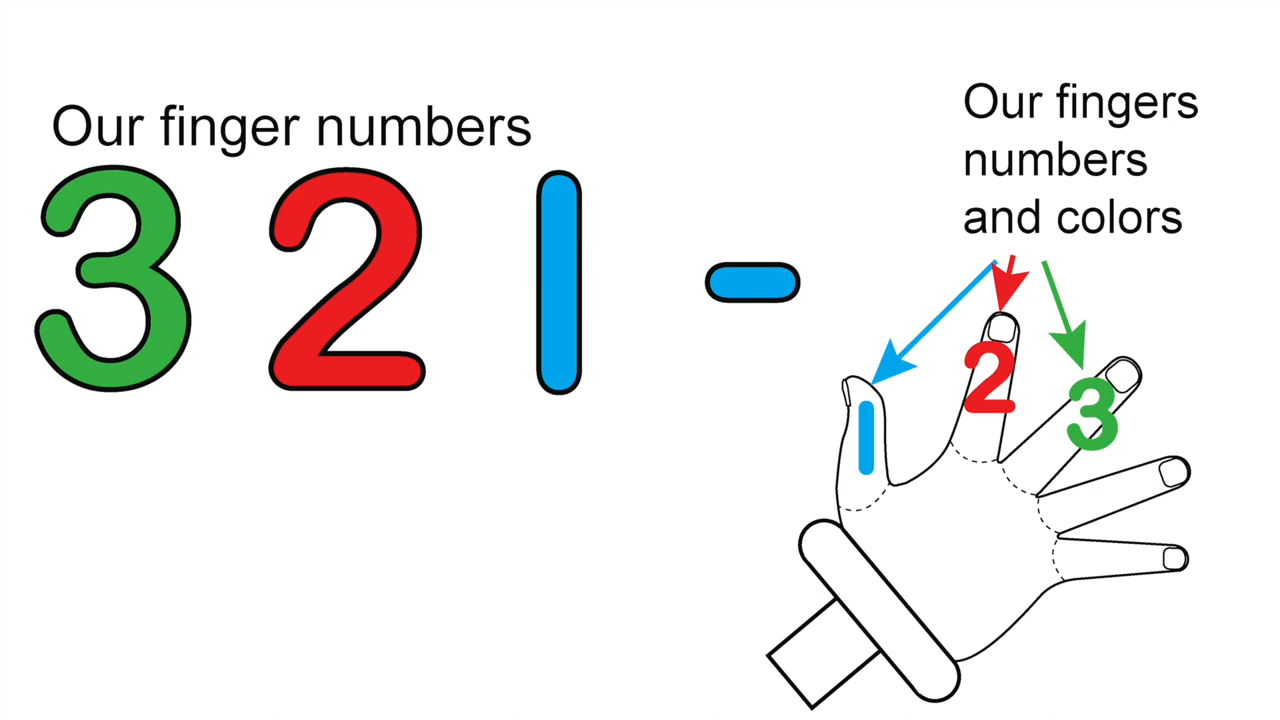 Our finger numbers
3 2 1 -
Our fingers
numbers
and colors
1 2 3